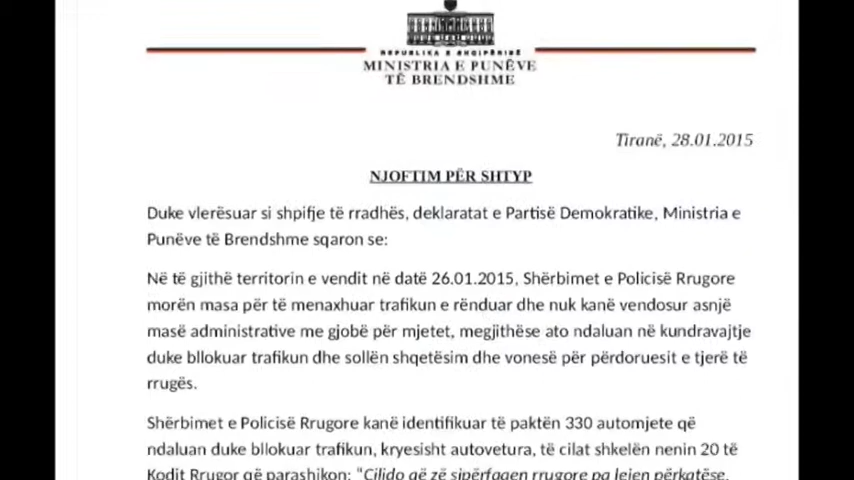 REPUBLIKA E SHQIPËRISË
MINISTRIA E PUNËVE
TË BRENDSHME
Tiranë, 28.01.2015
NJOFTIM PËR SHTYP
Duke vlerësuar si shpifje të rradhës, deklaratat e Partisë Demokratike, Ministria e
Punëve të Brendshme sqaron se:
Në të gjithë territorin e vendit në datë 26.01.2015, Shërbimet e Policisë Rrugore
morën masa për të menaxhuar trafikun e rënduar dhe nuk kanë vendosur asnjë
masë administrative me gjobë për mjetet, megjithëse ato ndaluan në kundravajtje
duke bllokuar trafikun dhe sollën shqetësim dhe vonesë për përdoruesit e tjerë të
rrugës.
Shërbimet e Policisë Rrugore kanë identifikuar të paktën 330 automjete që
ndaluan duke bllokuar trafikun, kryesisht autovetura, të cilat shkelën nenin 20 të
Kodit Rrugor që parashikon: "Cilido që zë sipërfaqen rrugore pa lejen përkatëse,